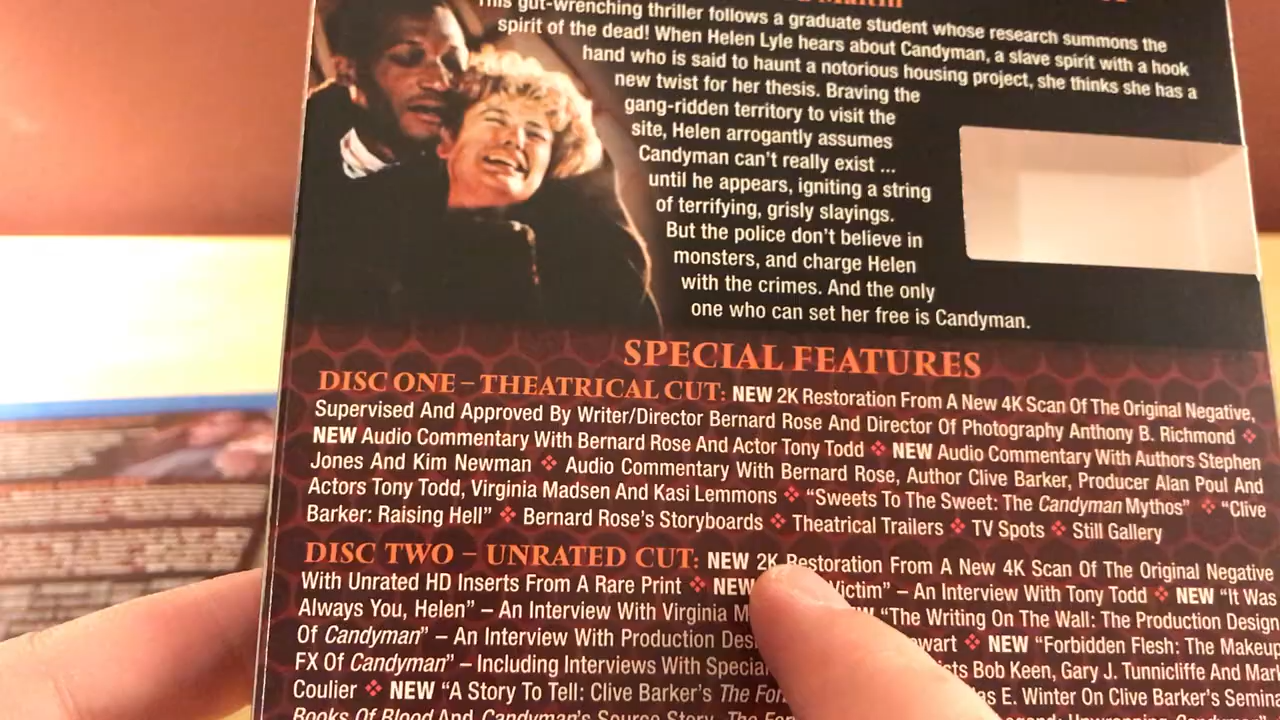 This gut-wrenching thriller follows a graduate student whose research summons the
spirit of the dead! When Helen Lyle hears about Candyman, a slave spirit with a hook
hand who is said to haunt a notorious housing project, she thinks she has a
new twist for her thesis. Braving the
gang-ridden territory to visit the
site, Helen arrogantly assumes
Candyman can't really exist ...
until he appears, igniting a string
of terrifying, grisly slayings.
But the police don't believe in
monsters, and charge Helen
with the crimes. And the only
one who can set her free is Candyman.
SPECIAL FEATURES
DISC ONE – THEATRICAL CUT: NEW 2K Restoration From A New 4K Scan Of The Original Negative,
Supervised And Approved By Writer/Director Bernard Rose And Director Of Photography Anthony B. Richmond ❖
NEW Audio Commentary With Bernard Rose And Actor Tony Todd ❖ NEW Audio Commentary With Authors Stephen
Jones And Kim Newman ❖ Audio Commentary With Bernard Rose, Author Clive Barker, Producer Alan Poul And
Actors Tony Todd, Virginia Madsen And Kasi Lemmons ❖ "Sweets To The Sweet: The Candyman Mythos" ❖ "Clive
Barker: Raising Hell" ❖ Bernard Rose's Storyboards ❖ Theatrical Trailers ❖ TV Spots ❖ Still Gallery
DISC TWO – UNRATED CUT: NEW 2K Restoration From A New 4K Scan Of The Original Negative
With Unrated HD Inserts From A Rare Print ❖ NEW Victim" – An Interview With Tony Todd ❖ NEW "It Was
Always You, Helen" – An Interview With Virginia "The Writing On The Wall: The Production Design
Of Candyman" – An Interview With Production ❖ NEW "Forbidden Flesh: The Makeup
FX Of Candyman" – Including Interviews With Bob Keen, Gary J. Tunnicliffe And Mark
Coulier ❖ NEW "A Story To Tell: Clive Barker's The E. Winter On Clive Barker's
Books Of Blood And Candyman's Source Story, The